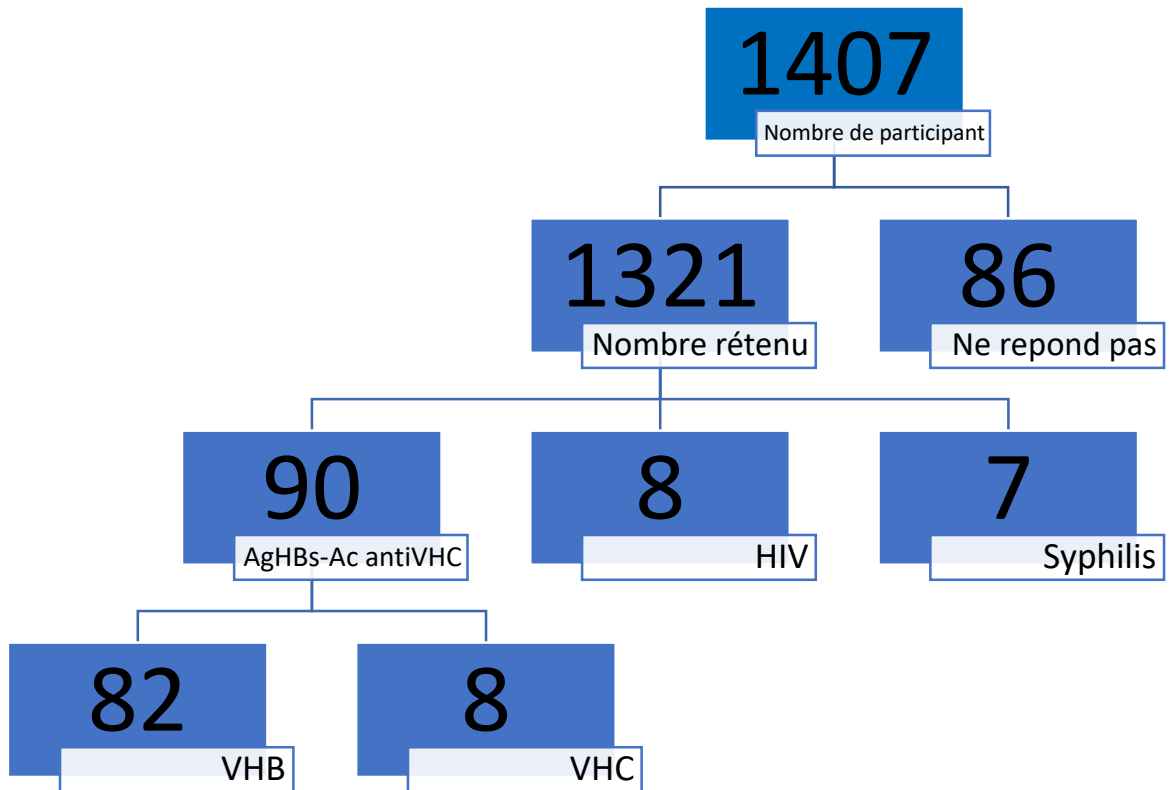 1407
Nombre de participant
1321
Nombre rétenu
86
Ne repond pas
90
AgHBs-Ac antiVHC
8
HIV
7
Syphilis
82
VHB
8
VHC